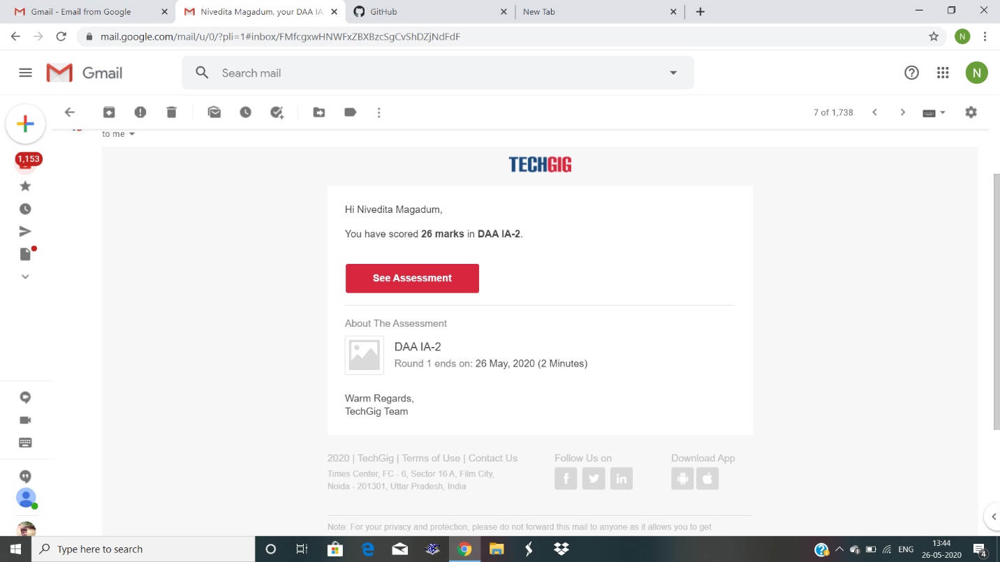 Gmail - Email from Google
Nivedita Magadum, your DAA IA
GitHub
New Tab
mail.google.com/mail/u/0/?pli=1#inbox/FMfcgxwHNWFxZBXBzcSgCvShDZjNdFdF
N
Gmail
Search mail
N
7 of 1,738
to me
1,153
TECHGIG
Hi Nivedita Magadum,
You have scored 26 marks in DAA IA-2.
See Assessment
About The Assessment
DAA IA-2
Round 1 ends on: 26 May, 2020 (2 Minutes)
Warm Regards,
TechGig Team
2020 | TechGig | Terms of Use | Contact Us
Times Center, FC - 6, Sector 16 A, Film City,
Noida - 201301, Uttar Pradesh, India
Follow Us on
Download App
Note: For your privacy and protection, please do not forward this mail to anyone as it allows you to get
Type here to search
ENG
13:44
26-05-2020
4